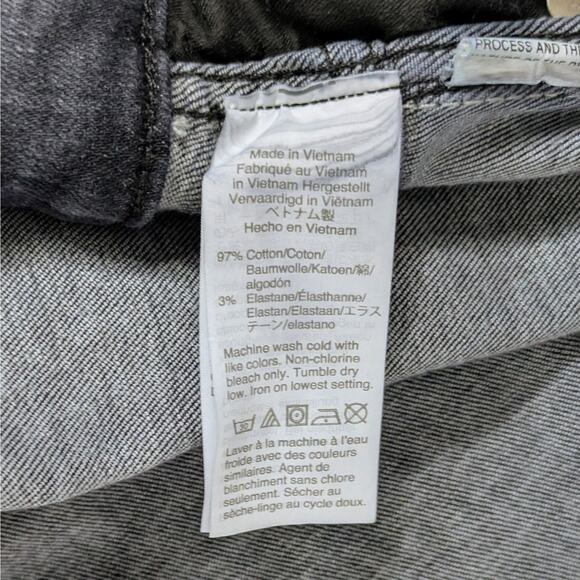 PROCESS AND THE
Made in Vietnam
Fabriqué au Vietnam
in Vietnam Hergestellt
Vervaardigd in Viëtnam
ベトナム製
Hecho en Vietnam
97% Cotton/Coton/
Baumwolle/Katoen/綿/
algodón
3% Elastane/Élasthanne/
Elastan/Elastaan/エラス
テーン/elastano
Machine wash cold with
like colors. Non-chlorine
bleach only. Tumble dry
low. Iron on lowest setting.
30
Laver à la machine à l'eau
froide avec des couleurs
similaires. Agent de
blanchiment sans chlore
seulement. Sécher au
sèche-linge au cycle doux.